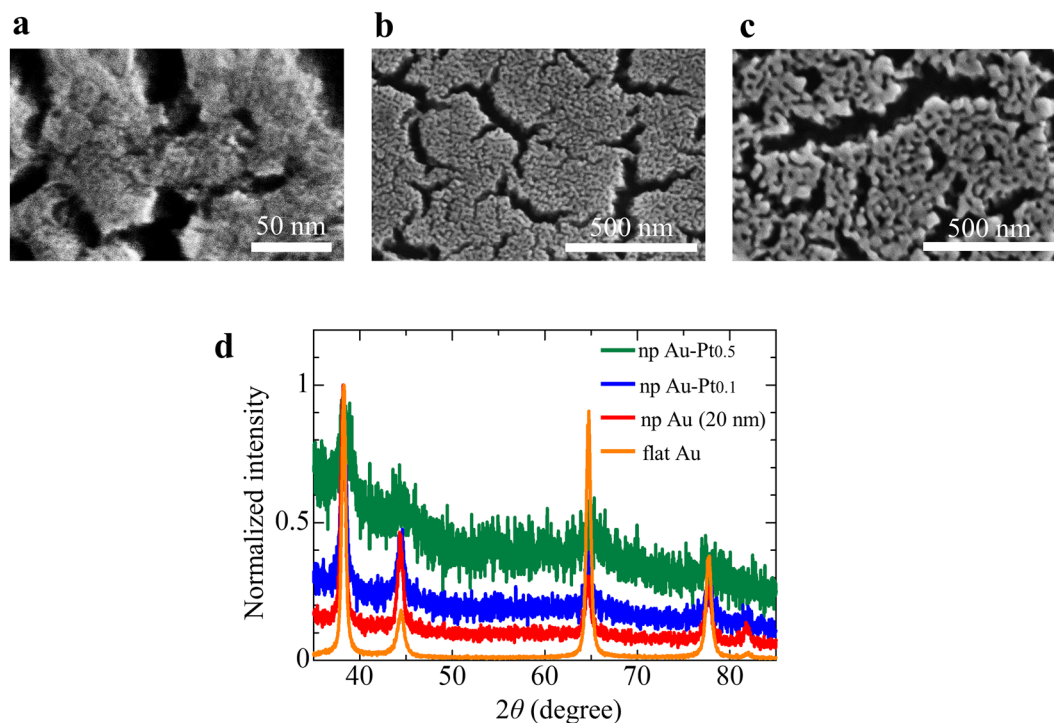 a
b
c
50 nm
500 nm
500 nm
d
np Au-Pt0.5
np Au-Pt0.1
np Au (20 nm)
flat Au
Normalized intensity
1
0.5
0
40 50 60 70 80
2θ (degree)